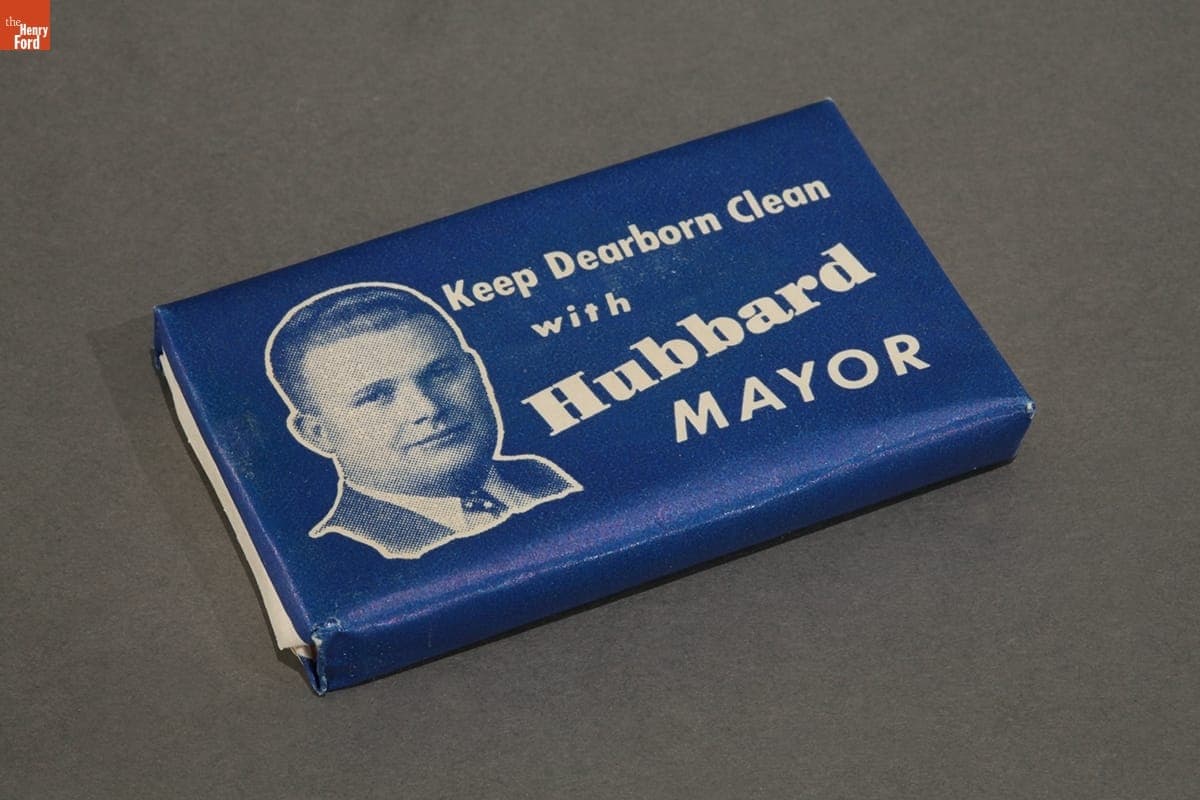 the
Henry
Ford
Keep Dearborn Clean
with
Hubbard
MAYOR